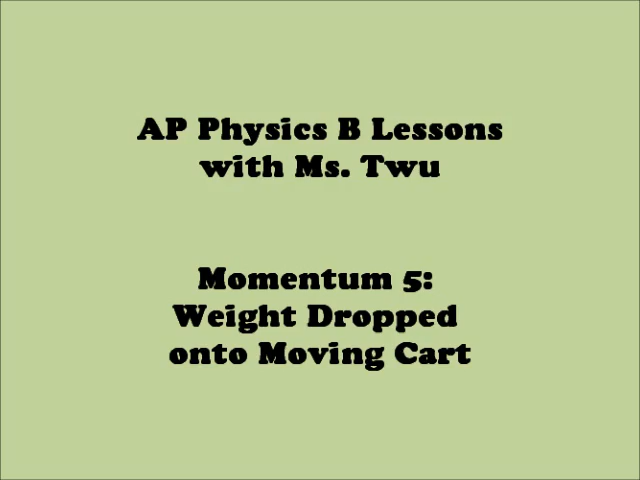 AP Physics B Lessons
with Ms. Twu
Momentum 5:
Weight Dropped
onto Moving Cart